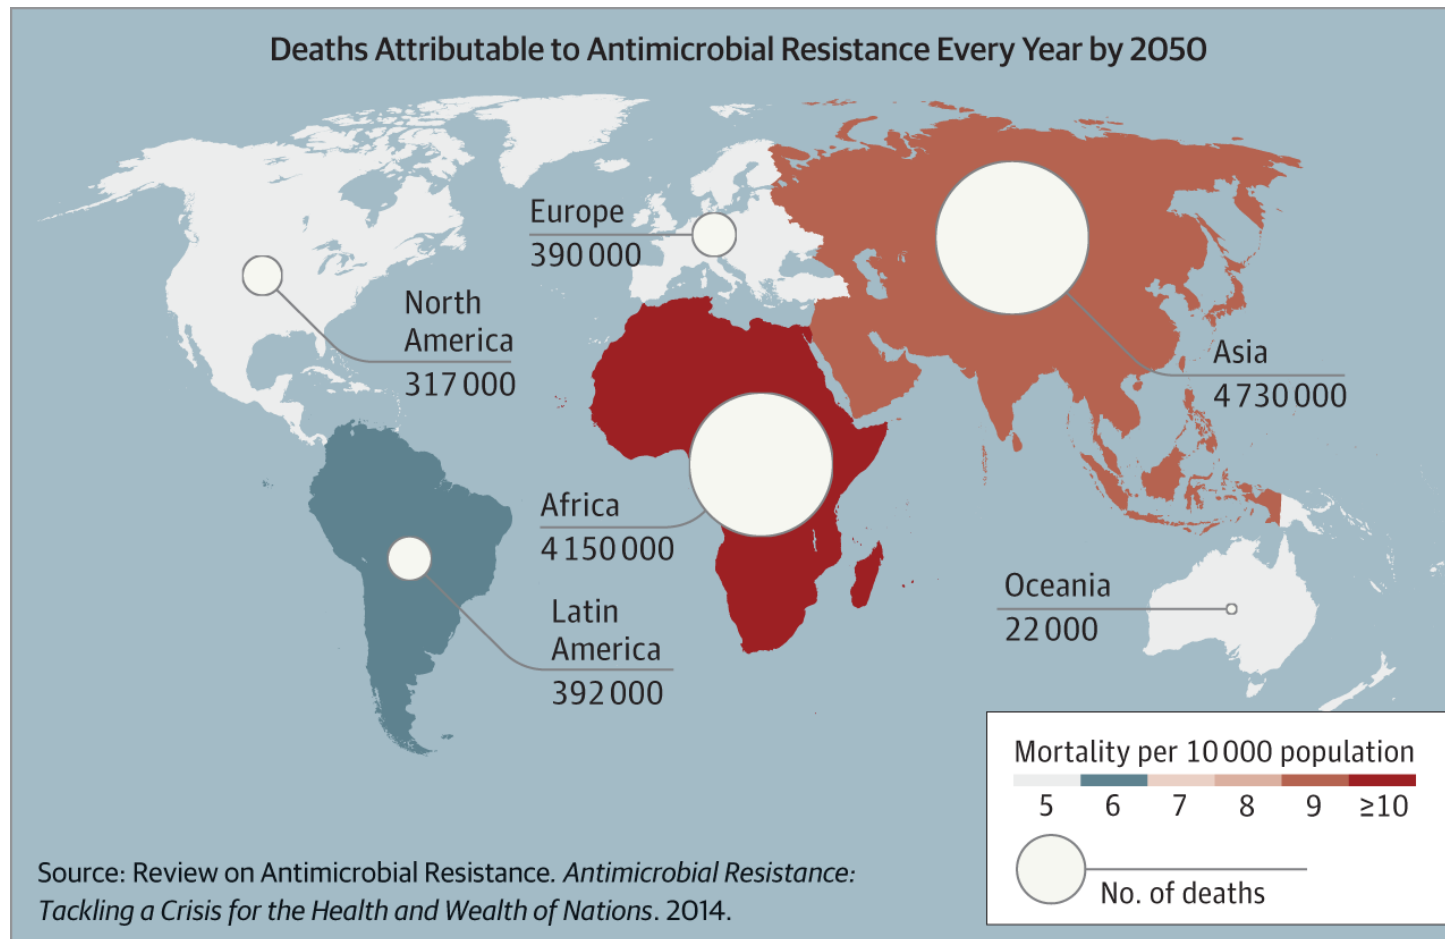 Deaths Attributable to Antimicrobial Resistance Every Year by 2050
Europe
390 000
North
America
317 000
Asia
4 730 000
Africa
4 150 000
Oceania
22 000
Latin
America
392 000
Mortality per 10 000 population
5 6 7 8 9 ≥10
No. of deaths
Source: Review on Antimicrobial Resistance. Antimicrobial Resistance:
Tackling a Crisis for the Health and Wealth of Nations. 2014.